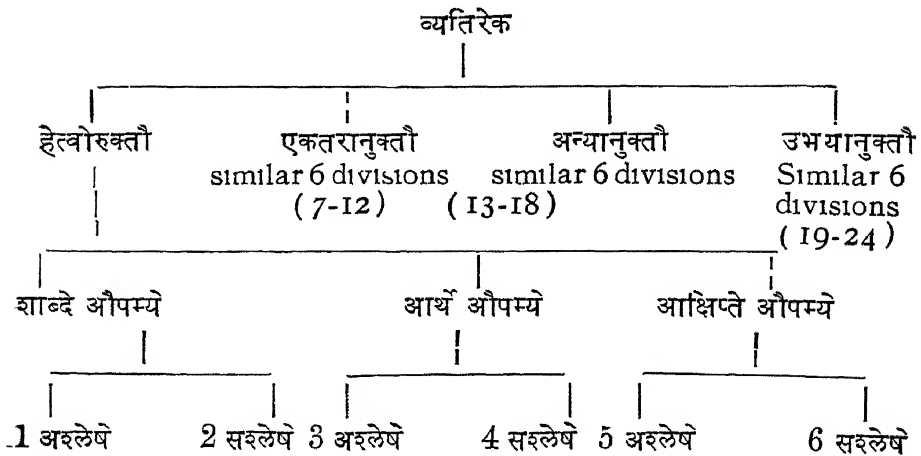 व्यतिरेक
हेत्वोरुक्तौ एकतरानुक्तौ अन्यानुक्तौ उभयानुक्तौ
similar 6 divisions similar 6 divisions Similar 6
(7-12) (13-18) divisions
(19-24)
शाब्दे औपम्ये आर्थे औपम्ये आक्षिप्ते औपम्ये
1 अश्लेषे 2 सश्लेषे 3 अश्लेषे 4 सश्लेषे 5 अश्लेषे 6 सश्लेषे